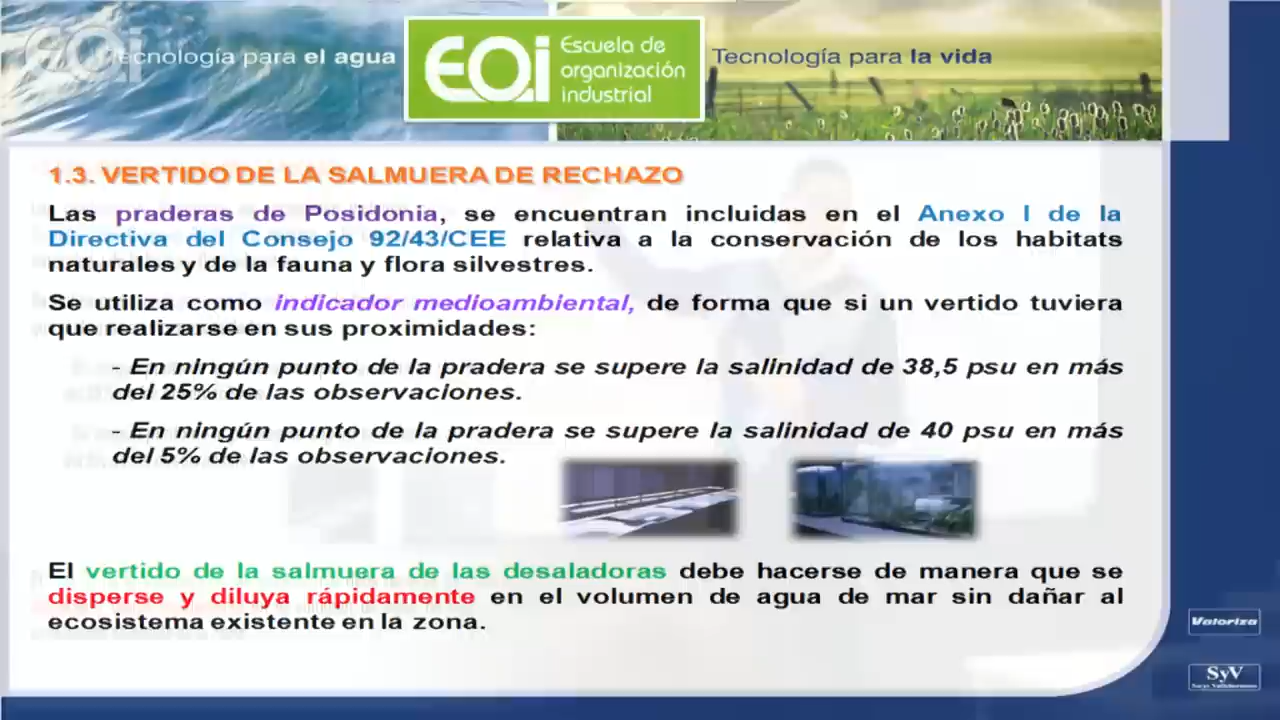 Tecnología para el agua
EOi
Escuela de
organización
industrial
Tecnología para la vida
1.3. VERTIDO DE LA SALMUERA DE RECHAZO
Las praderas de Posidonia, se encuentran incluidas en el Anexo I de la
Directiva del Consejo 92/43/CEE relativa a la conservación de los habitats
naturales y de la fauna y flora silvestres.
Se utiliza como indicador medioambiental, de forma que si un vertido tuviera
que realizarse en sus proximidades:
- En ningún punto de la pradera se supere la salinidad de 38,5 psu en más
del 25% de las observaciones.
- En ningún punto de la pradera se supere la salinidad de 40 psu en más
del 5% de las observaciones.
El vertido de la salmuera de las desaladoras debe hacerse de manera que se
disperse y diluya rápidamente en el volumen de agua de mar sin dañar al
ecosistema existente en la zona.
Valoriza
SyV